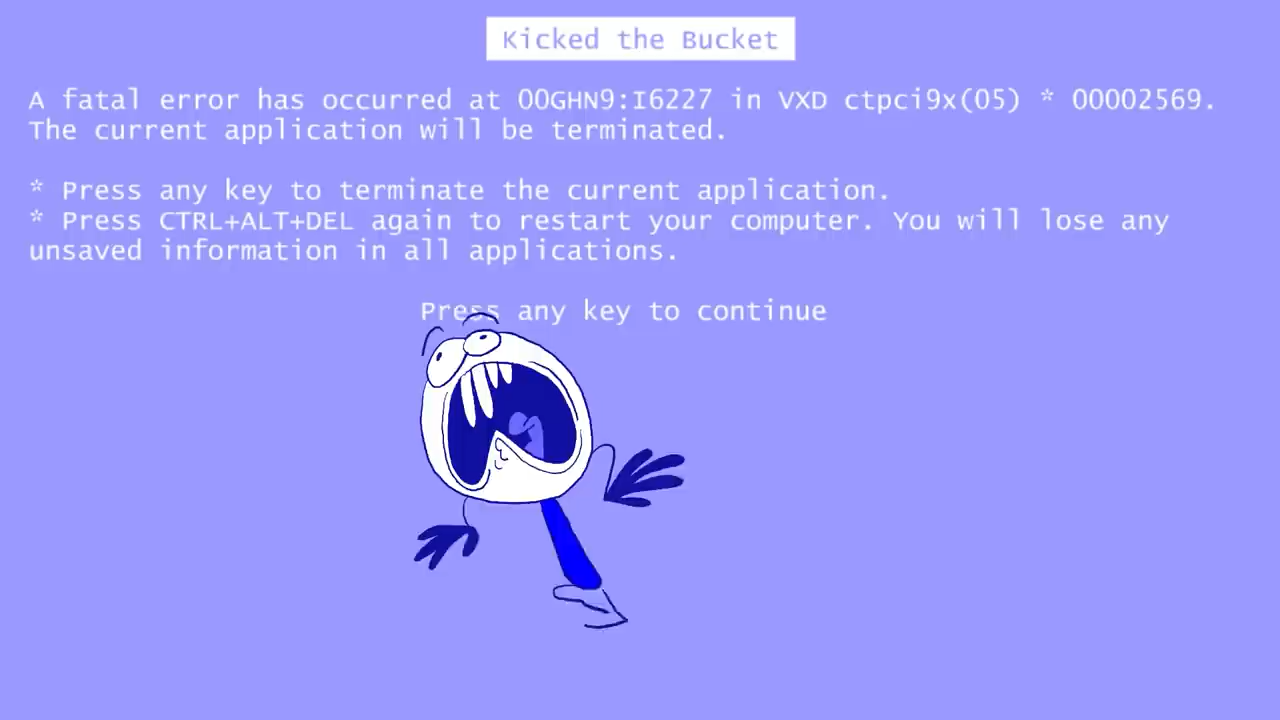 Kicked the Bucket
A fatal error has occurred at 00GHN9:I6227 in VXD ctpci9x(05) * 00002569.
The current application will be terminated.
* Press any key to terminate the current application.
* Press CTRL+ALT+DEL again to restart your computer. You will lose any
unsaved information in all applications.
Press any key to continue